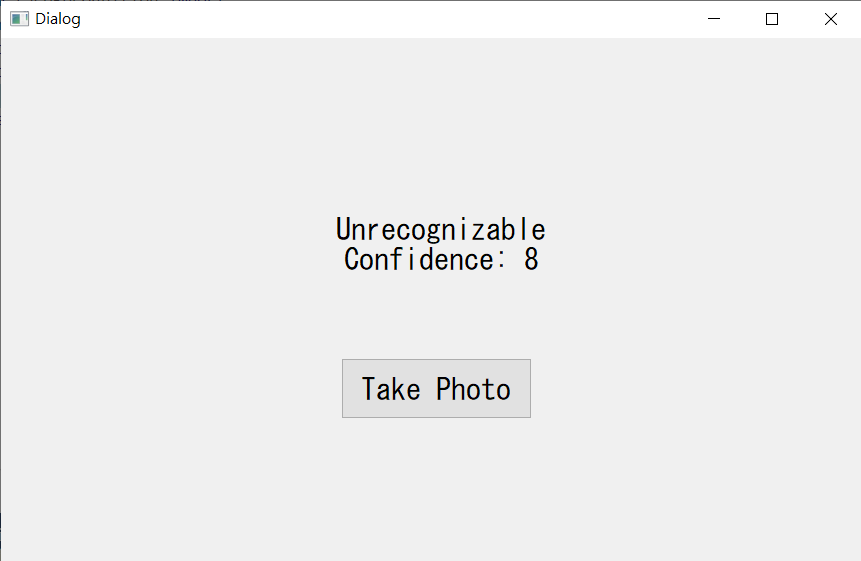 Dialog
Unrecognizable
Confidence: 8
Take Photo